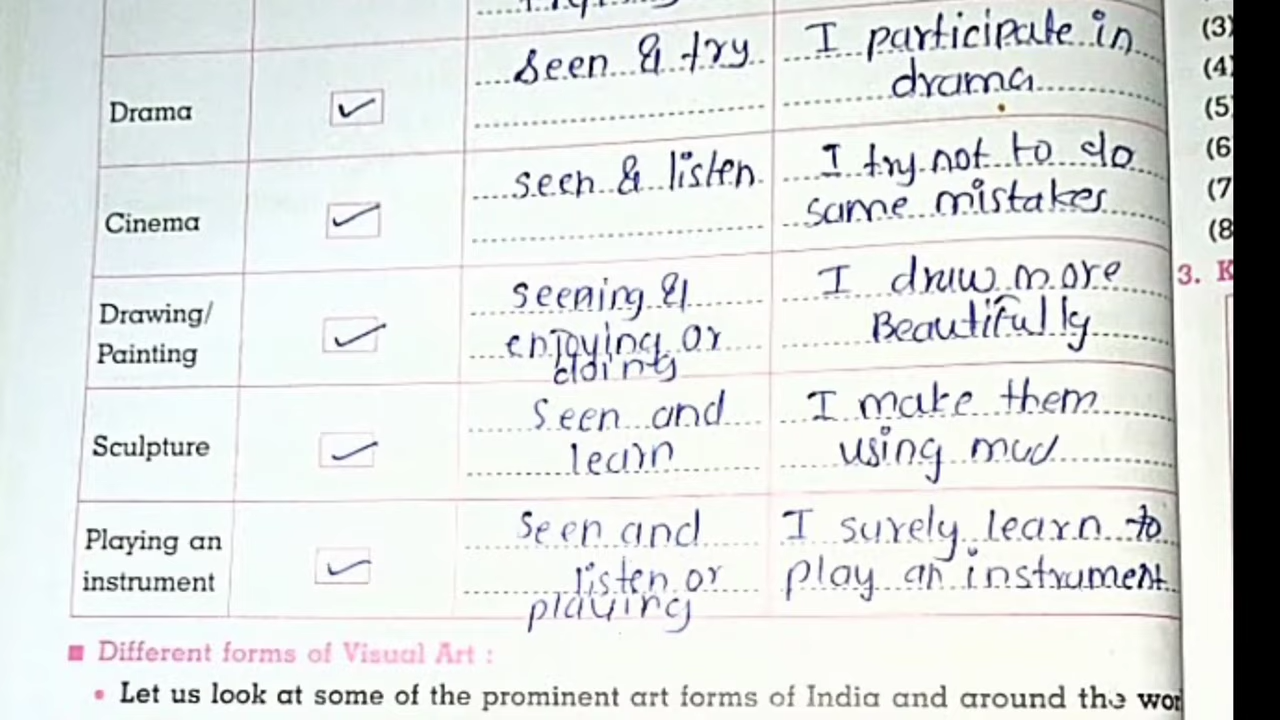 seen & try
I participate in
Drama
drama
(3)
(4)
(5)
Cinema
seen & listen
I try not to do
same mistakes
(6
(7
(8
Drawing/
Painting
seening &
enjoying or
doing
I draw more
Beautifully
3. K
Sculpture
seen and
learn
I make them
using mud
Playing an
instrument
seen and
listen or
playing
I surely learn to
play an instrument
■ Different forms of Visual Art :
• Let us look at some of the prominent art forms of India and around the wor